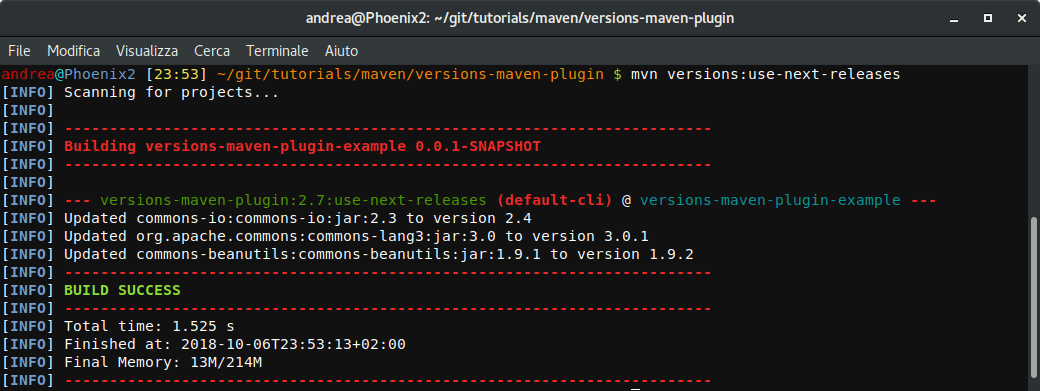 andrea@Phoenix2: ~/git/tutorials/maven/versions-maven-plugin
File Modifica Visualizza Cerca Terminale Aiuto
andrea@Phoenix2 [23:53] ~/git/tutorials/maven/versions-maven-plugin $ mvn versions:use-next-releases
[INFO] Scanning for projects...
[INFO]
[INFO] ------------------------------------------------------------------------
[INFO] Building versions-maven-plugin-example 0.0.1-SNAPSHOT
[INFO] ------------------------------------------------------------------------
[INFO]
[INFO] --- versions-maven-plugin:2.7:use-next-releases (default-cli) @ versions-maven-plugin-example ---
[INFO] Updated commons-io:commons-io:jar:2.3 to version 2.4
[INFO] Updated org.apache.commons:commons-lang3:jar:3.0 to version 3.0.1
[INFO] Updated commons-beanutils:commons-beanutils:jar:1.9.1 to version 1.9.2
[INFO] ------------------------------------------------------------------------
[INFO] BUILD SUCCESS
[INFO] ------------------------------------------------------------------------
[INFO] Total time: 1.525 s
[INFO] Finished at: 2018-10-06T23:53:13+02:00
[INFO] Final Memory: 13M/214M
[INFO] ------------------------------------------------------------------------